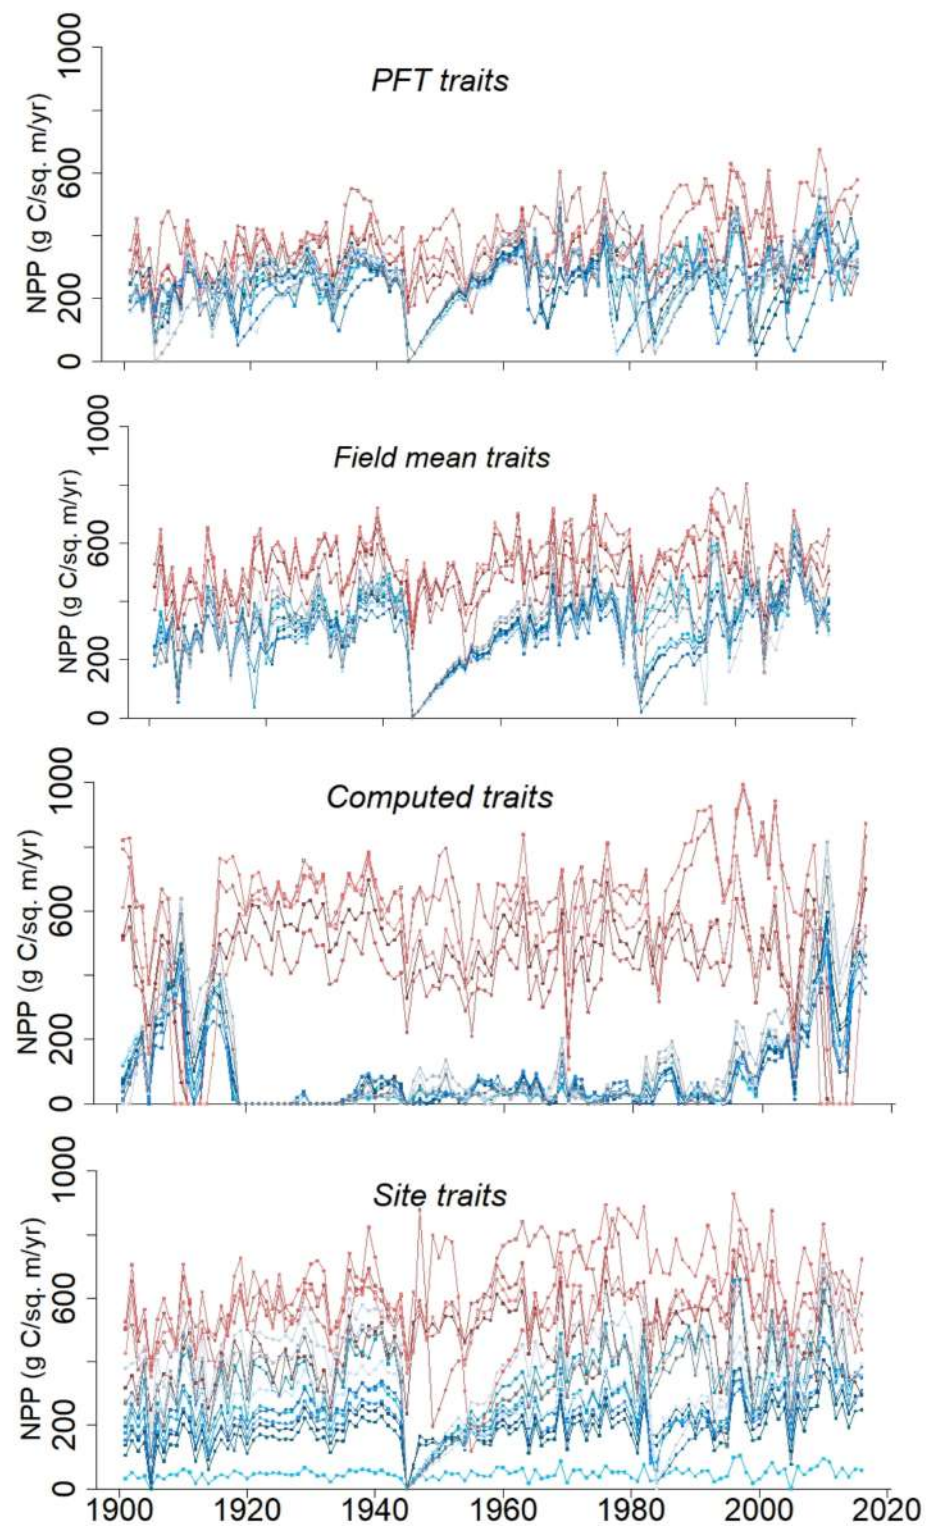 PFT traits
NPP (g C/sq. m/yr)
1000
600
200
0
Field mean traits
NPP (g C/sq. m/yr)
1000
600
200
0
Computed traits
NPP (g C/sq. m/yr)
1000
600
200
0
Site traits
NPP (g C/sq. m/yr)
1000
600
200
0
1900 1920 1940 1960 1980 2000 2020